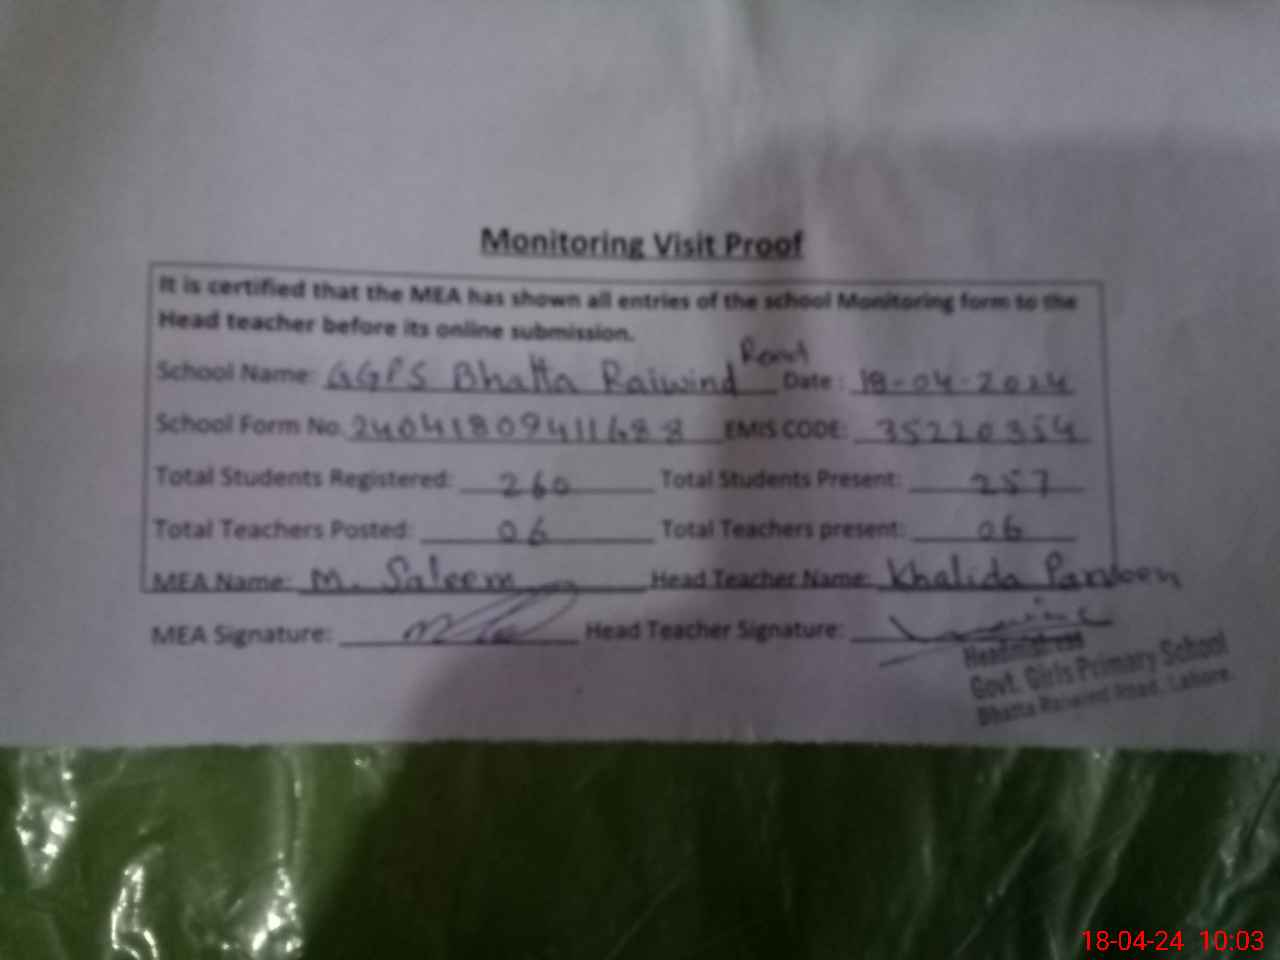 Monitoring Visit Proof
It is certified that the MEA has shown all entries of the school Monitoring form to the
Head teacher before its online submission.
School Name: GGPS Bhatta Raiwind Road Date: 18-04-2024
School Form No. 24041809411688 EMIS CODE: 35220354
Total Students Registered: 260 Total Students Present: 257
Total Teachers Posted: 06 Total Teachers present: 06
MEA Name: M. Saleem Head Teacher Name: Khalida Parveen
MEA Signature: Head Teacher Signature:
Headmistress
Govt. Girls Primary School
Bhatta Raiwind Road, Lahore.
18-04-24 10:03